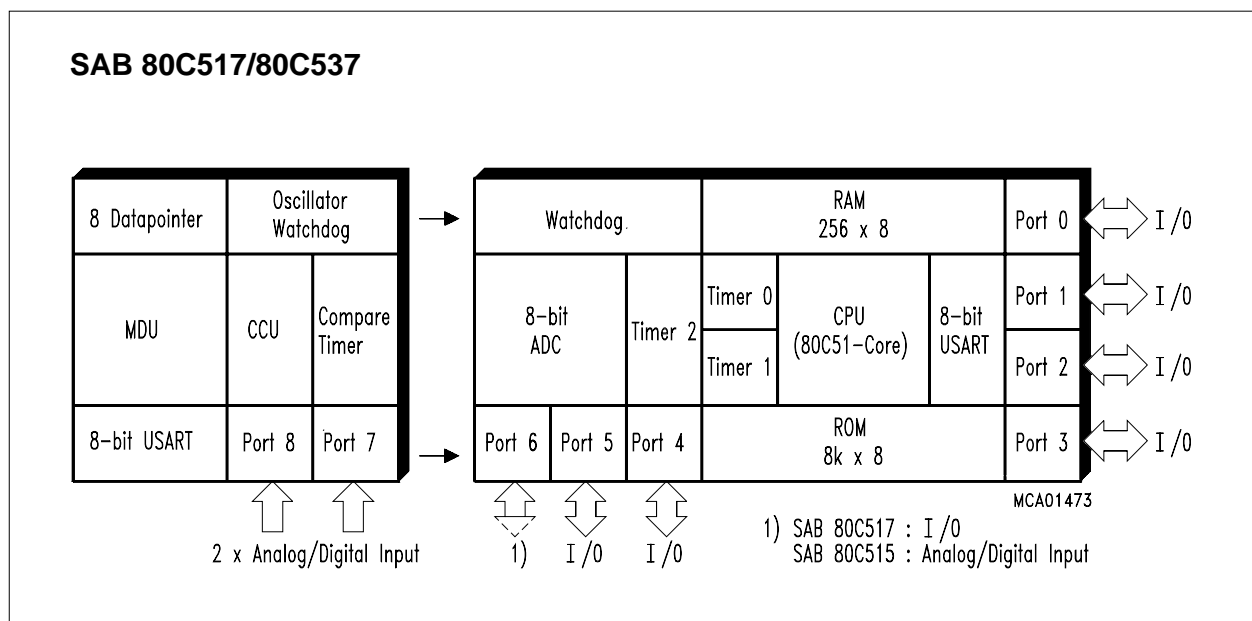 SAB 80C517/80C537
8 Datapointer
Oscillator
Watchdog
MDU
CCU
Compare
Timer
8-bit USART
Port 8
Port 7
2 x Analog/Digital Input
Watchdog.
RAM
256 x 8
Port 0
I/0
8-bit
ADC
Timer 2
Timer 0
Timer 1
CPU
(80C51-Core)
8-bit
USART
Port 1
I/0
Port 2
I/0
Port 6
Port 5
Port 4
ROM
8k x 8
Port 3
I/0
MCA01473
1)
I/0
I/0
1) SAB 80C517 : I/0
SAB 80C515 : Analog/Digital Input